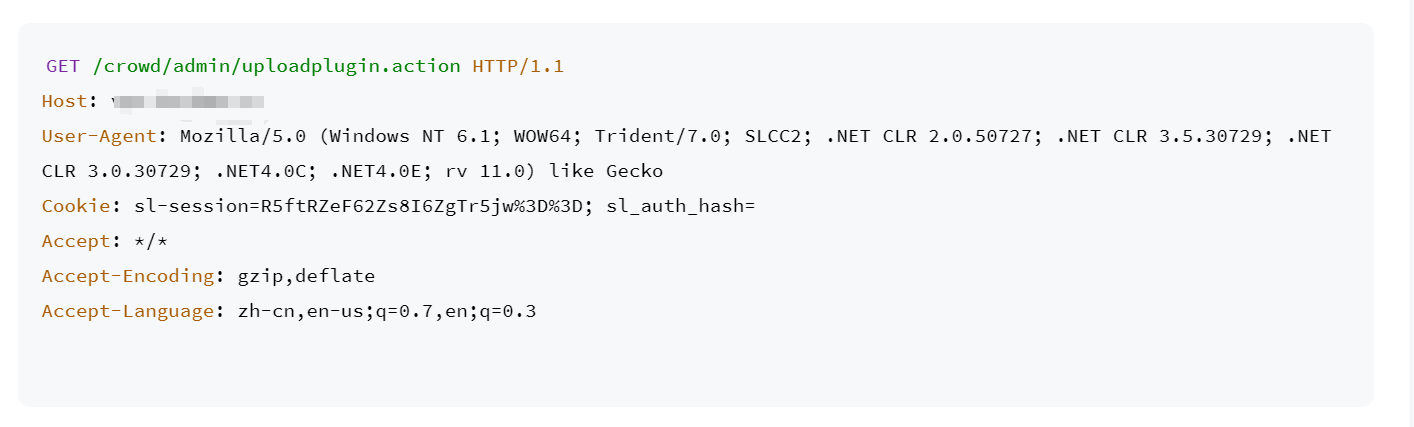 GET /crowd/admin/uploadplugin.action HTTP/1.1
Host:
User-Agent: Mozilla/5.0 (Windows NT 6.1; WOW64; Trident/7.0; SLCC2; .NET CLR 2.0.50727; .NET CLR 3.5.30729; .NET
CLR 3.0.30729; .NET4.0C; .NET4.0E; rv 11.0) like Gecko
Cookie: sl-session=R5ftRZeF62Zs8I6ZgTr5jw%3D%3D; sl_auth_hash=
Accept: */*
Accept-Encoding: gzip,deflate
Accept-Language: zh-cn,en-us;q=0.7,en;q=0.3